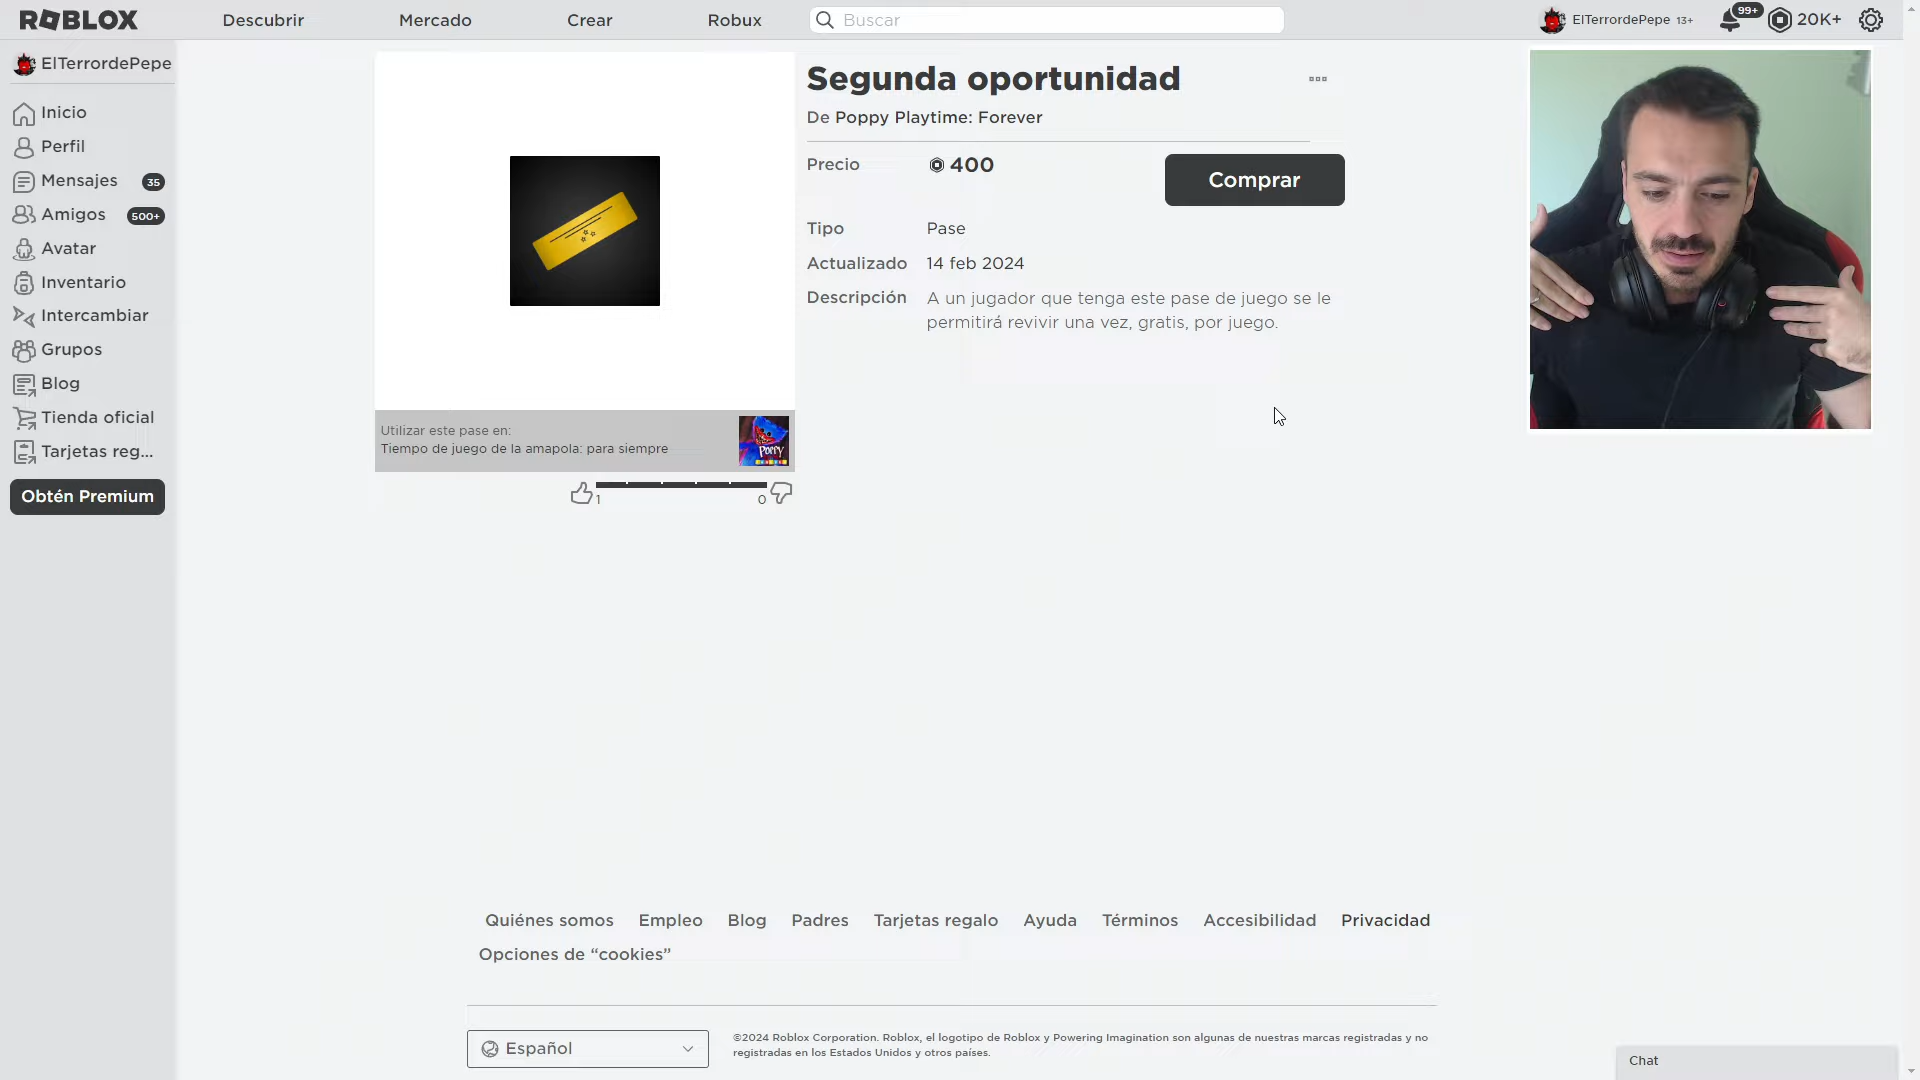 ROBLOX
Descubrir
Mercado
Crear
Robux
Buscar
ElTerrordePepe 13+
99+
20K+
ElTerrordePepe
Inicio
Perfil
Mensajes 35
Amigos 500+
Avatar
Inventario
Intercambiar
Grupos
Blog
Tienda oficial
Tarjetas reg...
Obtén Premium
Segunda oportunidad
De Poppy Playtime: Forever
Precio 400
Comprar
Tipo Pase
Actualizado 14 feb 2024
Descripción A un jugador que tenga este pase de juego se le
permitirá revivir una vez, gratis, por juego.
Utilizar este pase en:
Tiempo de juego de la amapola: para siempre
Poppy
1
0
Quiénes somos Empleo Blog Padres Tarjetas regalo Ayuda Términos Accesibilidad Privacidad
Opciones de “cookies”
Español
©2024 Roblox Corporation. Roblox, el logotipo de Roblox y Powering Imagination son algunas de nuestras marcas registradas y no
registradas en los Estados Unidos y otros países.
Chat